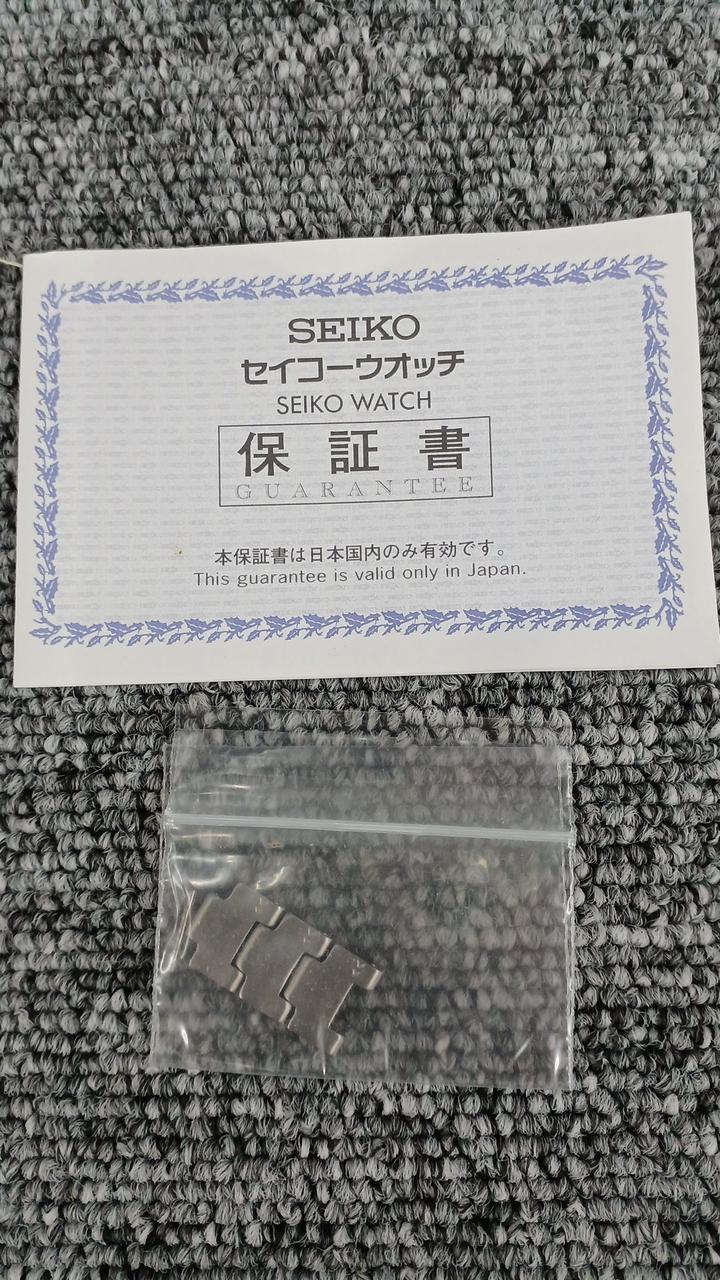 SEIKO
セイコーウオッチ
SEIKO WATCH
保証書
GUARANTEE
本保証書は日本国内のみ有効です。
This guarantee is valid only in Japan.